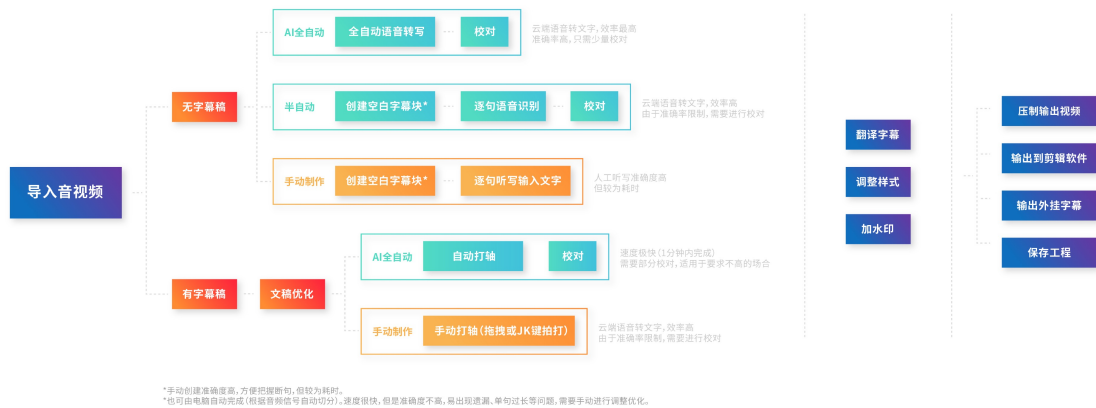 导入音视频
无字幕稿
AI全自动
全自动语音转写
校对
云端语音转文字，效率最高
准确率高，只需少量校对
半自动
创建空白字幕块*
逐句语音识别
校对
云端语音转文字，效率高
由于准确率限制，需要进行校对
手动制作
创建空白字幕块*
逐句听写输入文字
人工听写准确度高
但较为耗时
有字幕稿
文稿优化
AI全自动
自动打轴
校对
速度极快（1分钟内完成）
需要部分校对，适用于要求不高的场合
手动制作
手动打轴（拖拽或JK键拍打）
云端语音转文字，效率高
由于准确率限制，需要进行校对
翻译字幕
调整样式
加水印
压制输出视频
输出到剪辑软件
输出外挂字幕
保存工程
*手动创建准确度高，方便把握断句，但较为耗时。
*也可由电脑自动完成（根据音频信号自动切分）。速度很快，但是准确度不高，易出现遗漏、单句过长等问题，需要手动进行调整优化。